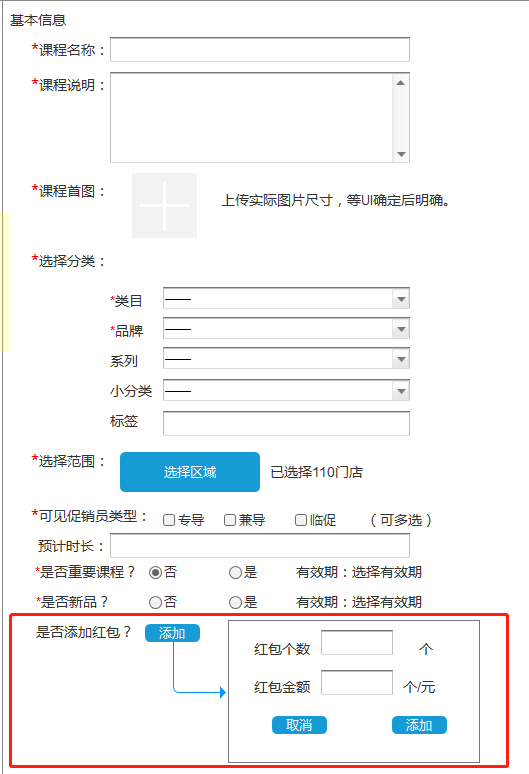 基本信息
*课程名称：
*课程说明：
*课程首图： 上传实际图片尺寸，等UI确定后明确。
*选择分类：
*类目 ——
*品牌 ——
系列 ——
小分类 ——
标签
*选择范围： 选择区域 已选择110门店
*可见促销员类型： 专导 兼导 临促 （可多选）
预计时长：
*是否重要课程？ 否 是 有效期：选择有效期
*是否新品？ 否 是 有效期：选择有效期
是否添加红包？ 添加
红包个数 个
红包金额 个/元
取消 添加